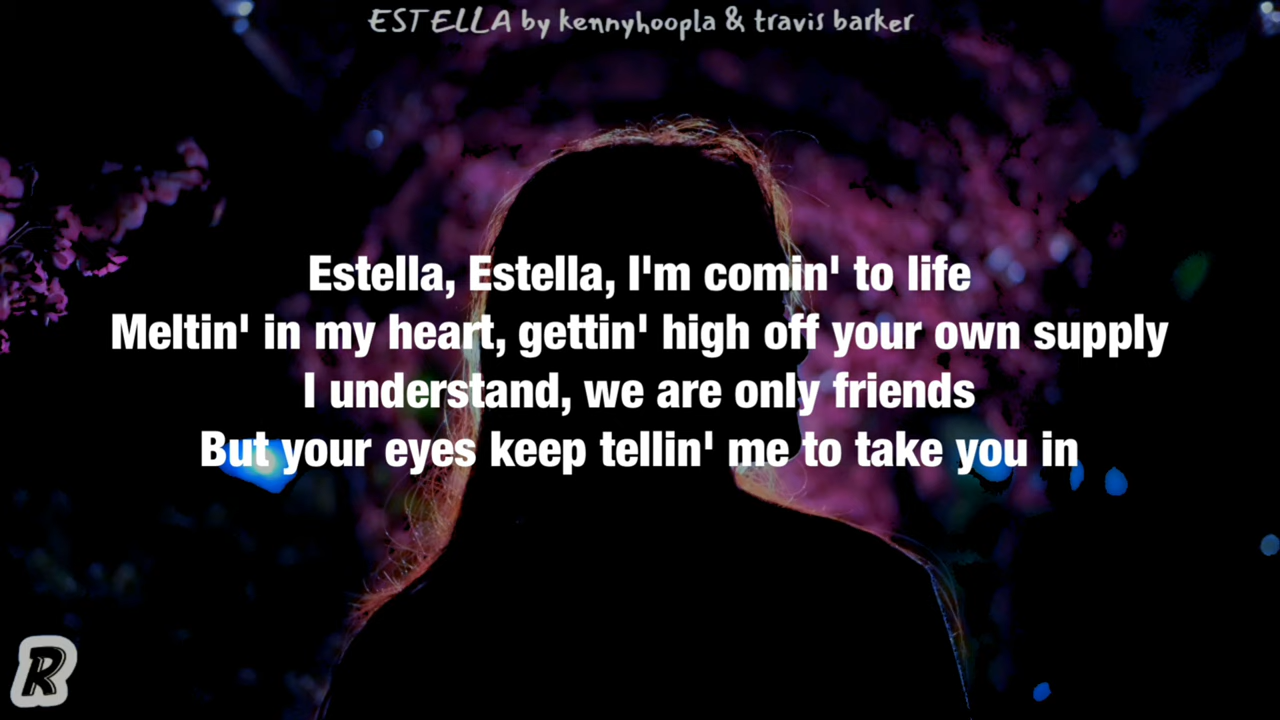 ESTELLA by kennyhoopla & travis barker
Estella, Estella, I'm comin' to life
Meltin' in my heart, gettin' high off your own supply
I understand, we are only friends
But your eyes keep tellin' me to take you in
R